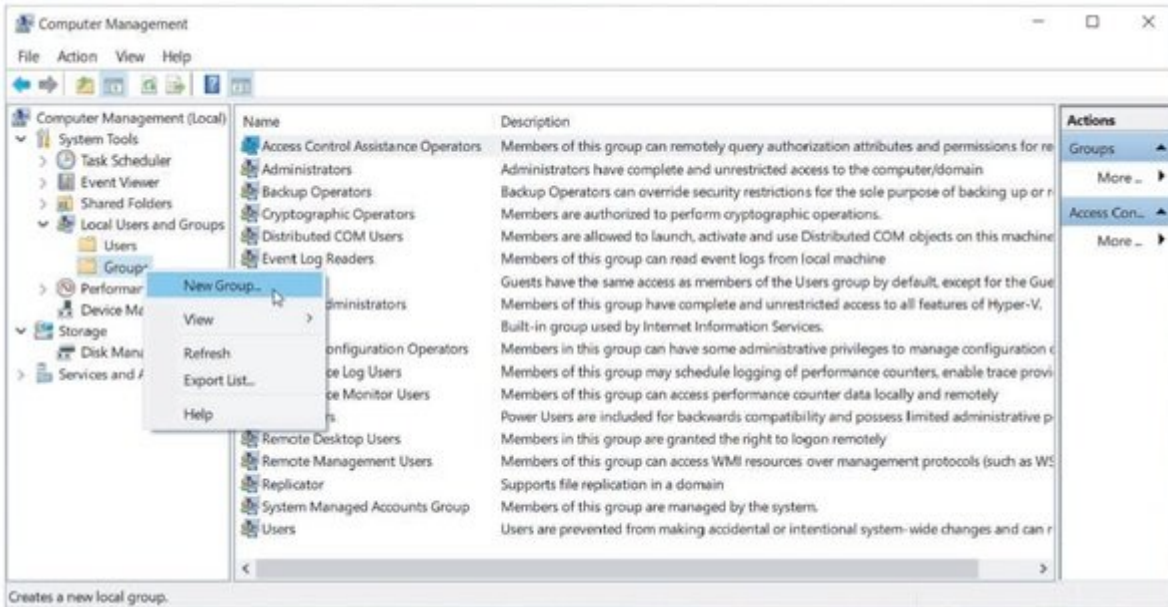 Computer Management
File Action View Help
Computer Management (Local)
System Tools
Task Scheduler
Event Viewer
Shared Folders
Local Users and Groups
Users
Groups
Performan
Device Ma
Storage
Disk Mana
Services and A
New Group...
View
Refresh
Export List...
Help
Name Description
Access Control Assistance Operators Members of this group can remotely query authorization attributes and permissions for re
Administrators Administrators have complete and unrestricted access to the computer/domain
Backup Operators Backup Operators can override security restrictions for the sole purpose of backing up or r
Cryptographic Operators Members are authorized to perform cryptographic operations.
Distributed COM Users Members are allowed to launch, activate and use Distributed COM objects on this machine
Event Log Readers Members of this group can read event logs from local machine
Guests have the same access as members of the Users group by default, except for the Gue
dministrators Members of this group have complete and unrestricted access to all features of Hyper-V.
Built-in group used by Internet Information Services.
onfiguration Operators Members in this group can have some administrative privileges to manage configuration o
ce Log Users Members of this group may schedule logging of performance counters, enable trace provi
ce Monitor Users Members of this group can access performance counter data locally and remotely
rs Power Users are included for backwards compatibility and possess limited administrative p
Remote Desktop Users Members in this group are granted the right to logon remotely
Remote Management Users Members of this group can access WMI resources over management protocols (such as WS
Replicator Supports file replication in a domain
System Managed Accounts Group Members of this group are managed by the system.
Users Users are prevented from making accidental or intentional system-wide changes and can r
Actions
Groups
More ...
Access Con...
More ...
Creates a new local group.